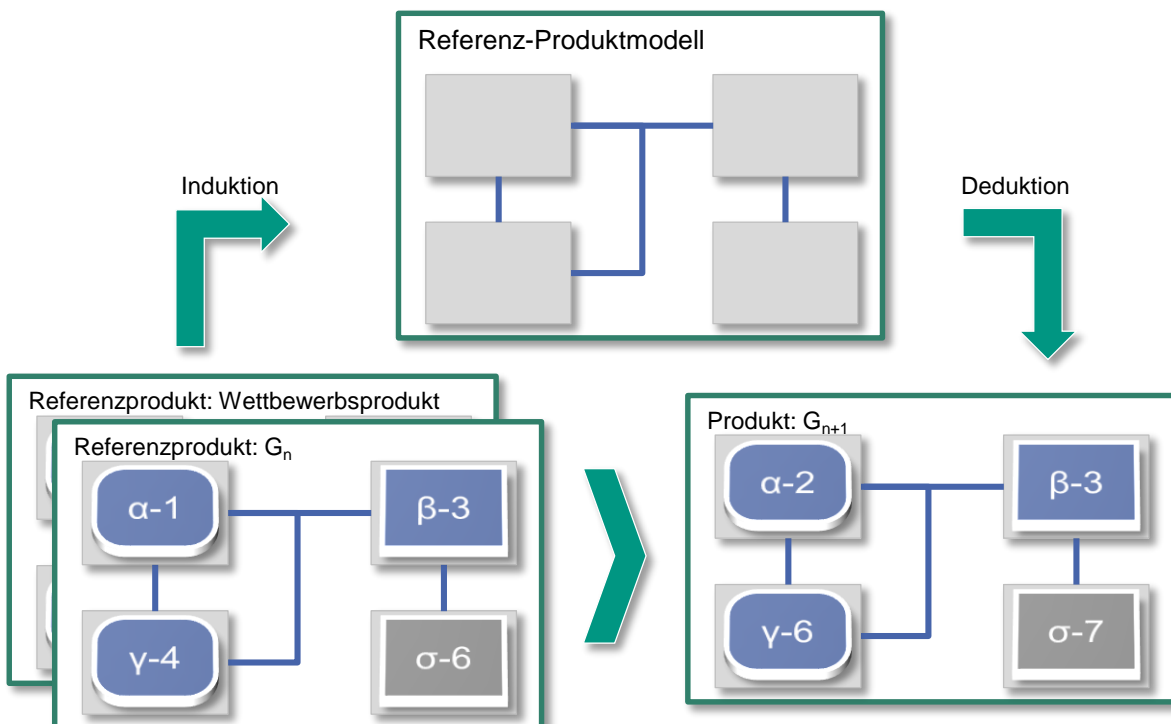 Referenz-Produktmodell
Induktion
Deduktion
Referenzprodukt: Wettbewerbsprodukt
Referenzprodukt: Gn
α-1
β-3
γ-4
σ-6
Produkt: Gn+1
α-2
β-3
γ-6
σ-7